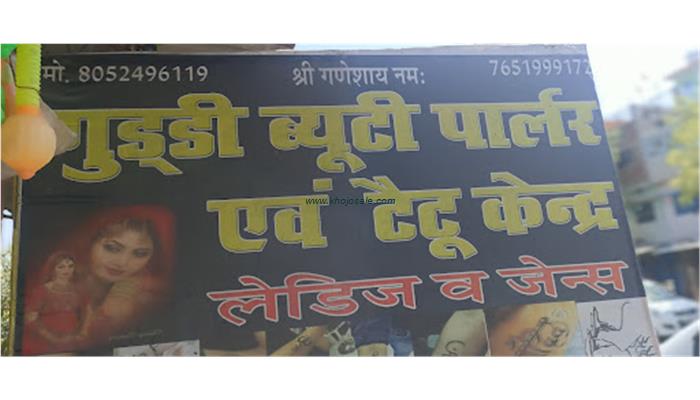 मो. 8052496119 श्री गणेशाय नम: 7651999172
गुड्डी ब्यूटी पार्लर
www.khojosale.com
एवं टैटू केन्द्र
लेडिज व जेन्स